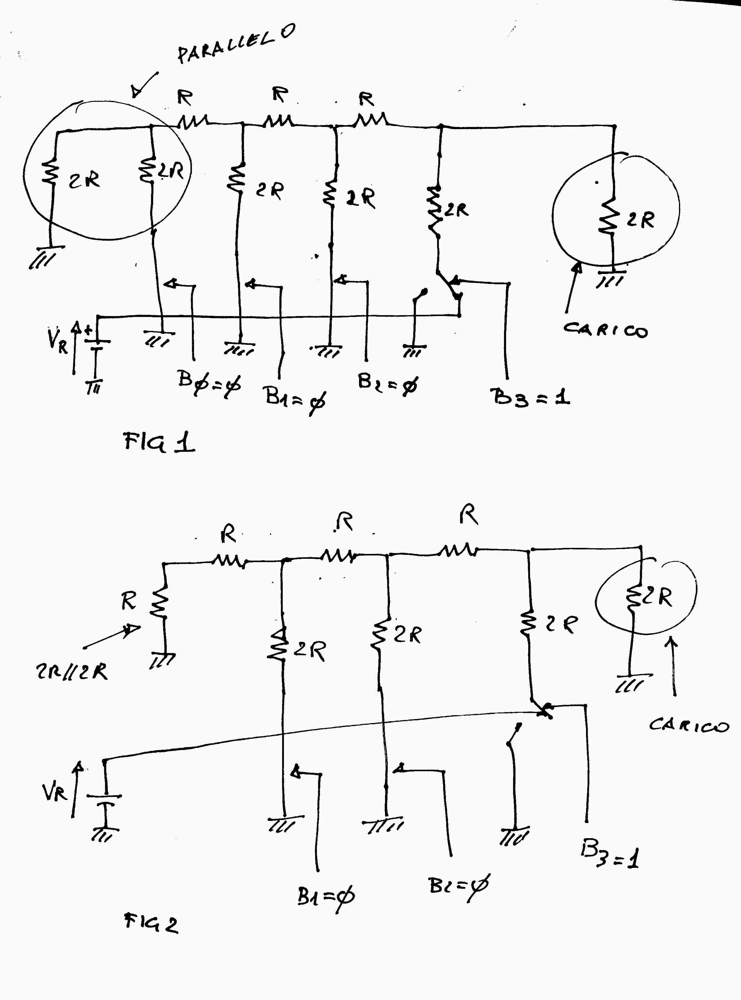 PARALLELO
R R R
2R 2R 2R 2R 2R 2R
CARICO
VR +
Bφ=φ B1=φ B2=φ B3=1
FIG 1
R R R
R 2R 2R 2R 2R
2R//2R
CARICO
VR
B1=φ B2=φ B3=1
FIG 2